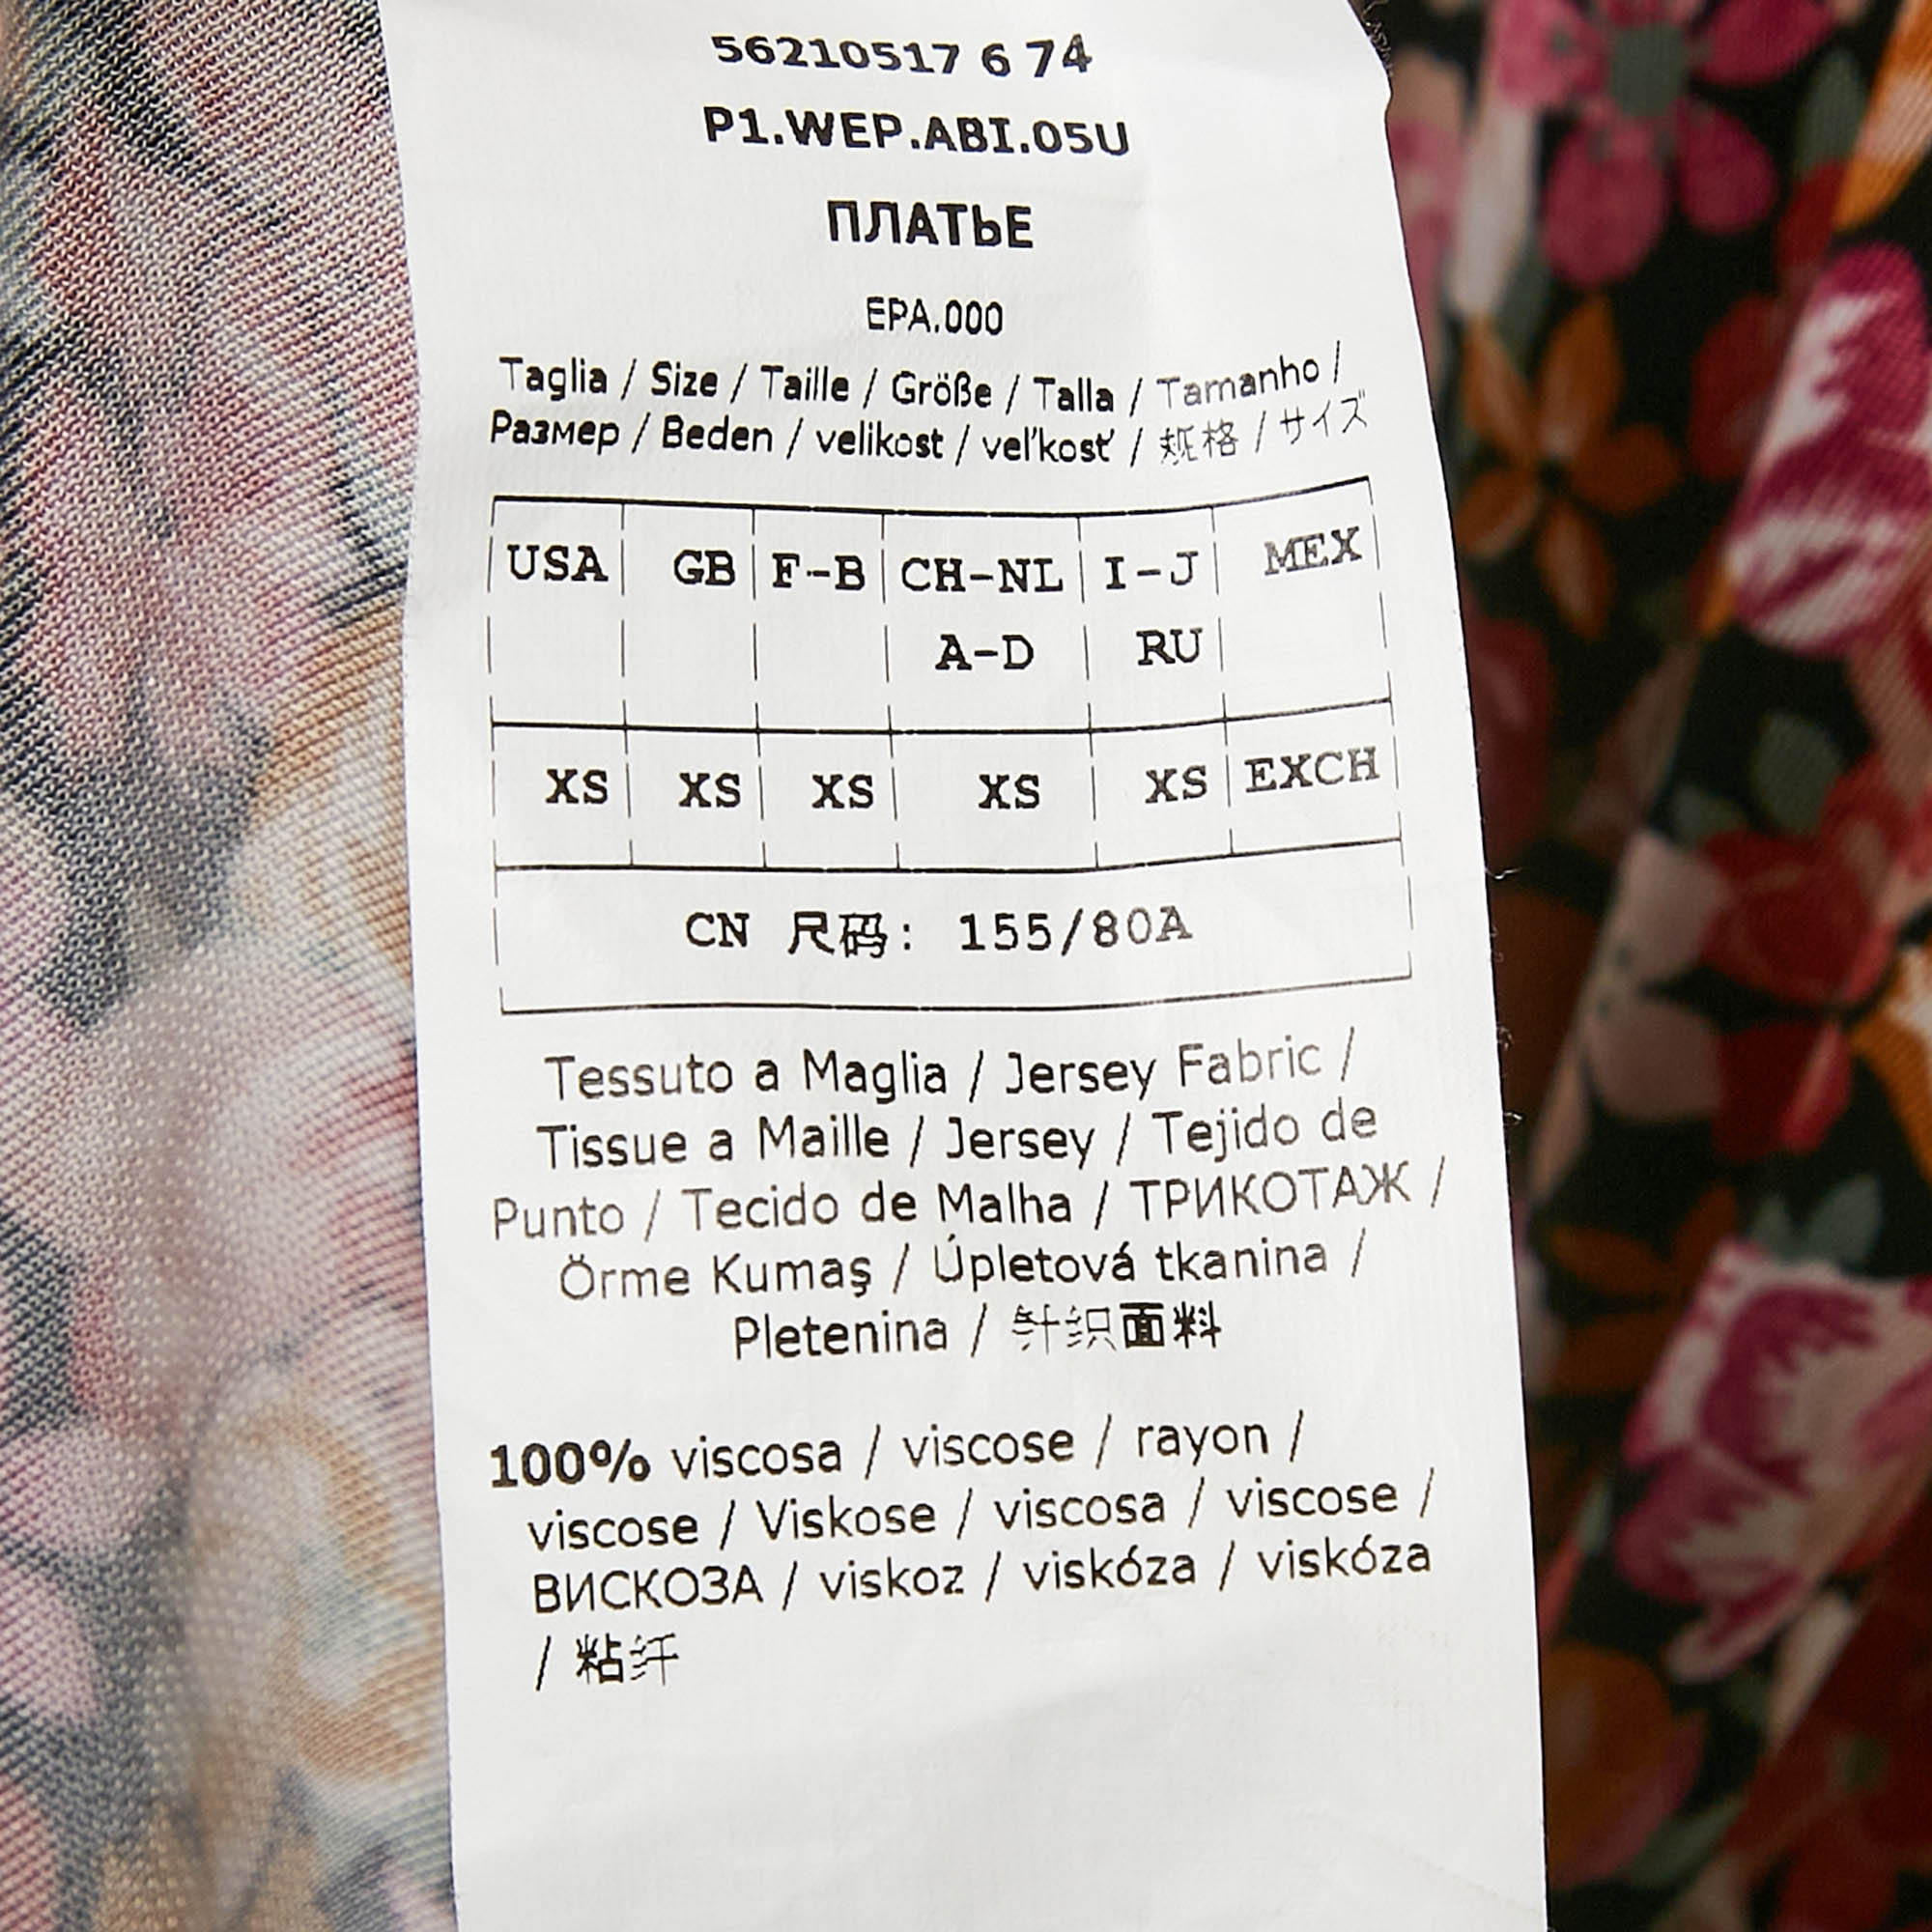 56210517 6 74
P1.WEP.ABI.05U
ПЛАТЬЕ
EPA.000
Taglia / Size / Taille / Größe / Talla / Tamanho /
Размер / Beden / velikost / veľkosť / 规格 / サイズ
USA GB F-B CH-NL I-J MEX
A-D RU
XS XS XS XS XS EXCH
CN 尺码: 155/80A
Tessuto a Maglia / Jersey Fabric /
Tissue a Maille / Jersey / Tejido de
Punto / Tecido de Malha / ТРИКОТАЖ /
Örme Kumaş / Úpletová tkanina /
Pletenina / 针织面料
100% viscosa / viscose / rayon /
viscose / Viskose / viscosa / viscose /
ВИСКОЗА / viskoz / viskóza / viskóza
/ 粘纤